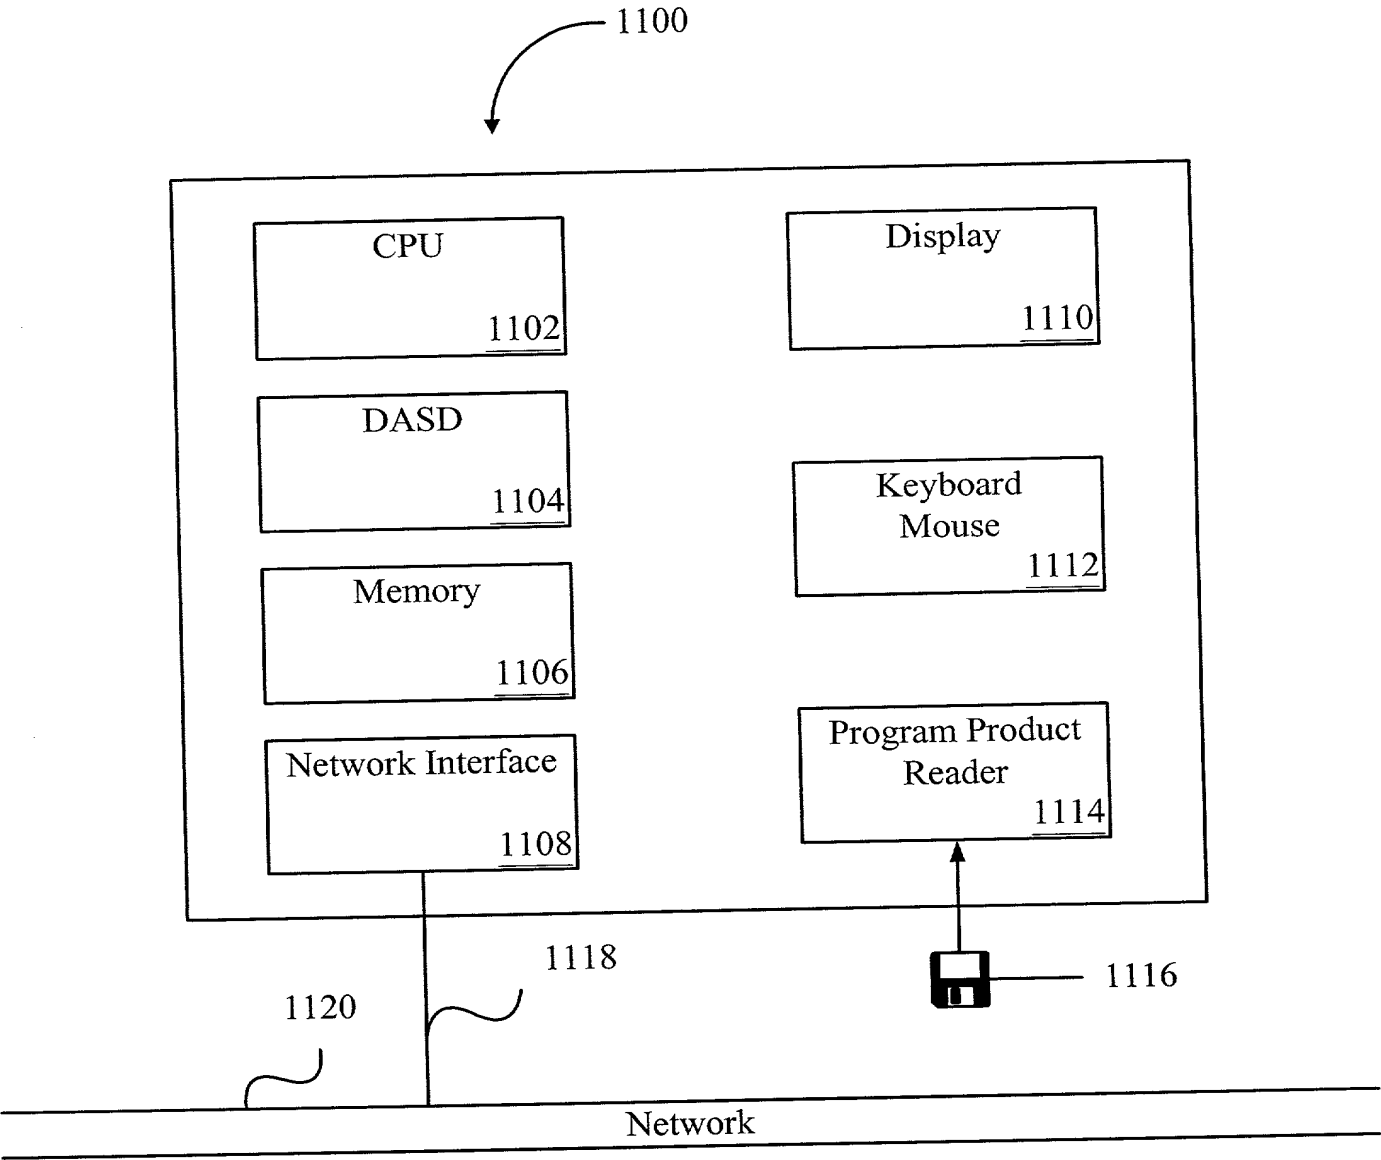 1100
CPU
1102
Display
1110
DASD
1104
Keyboard
Mouse
1112
Memory
1106
Program Product
Reader
1114
Network Interface
1108
1118
1116
1120
Network